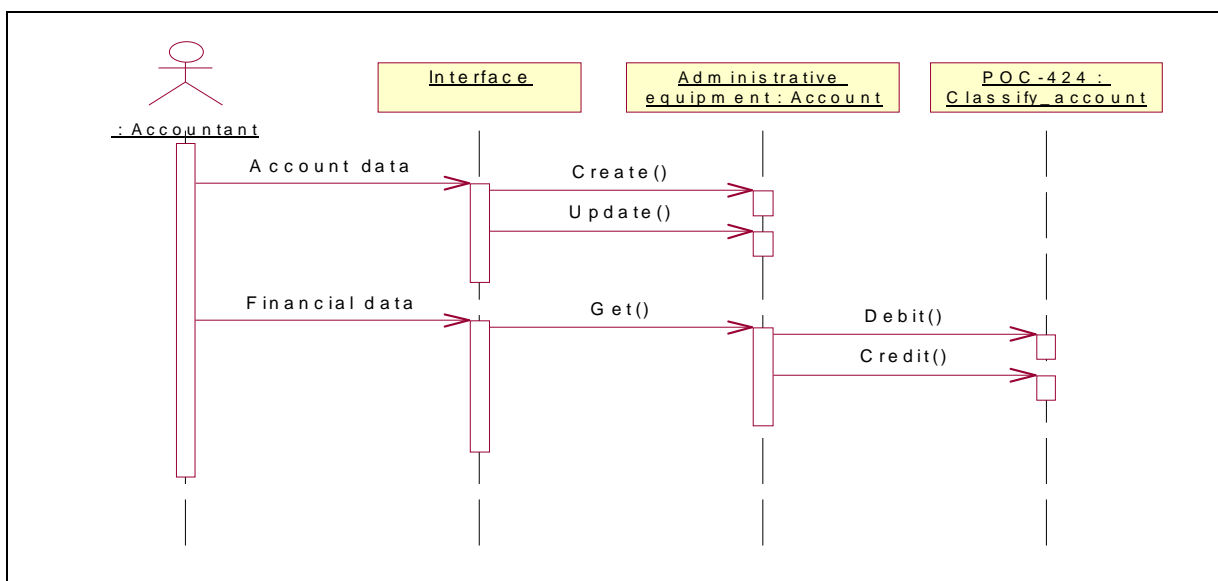 Interface
Administrative
equipment : Account
POC-424 :
Classify_account
: Accountant
Account data
Create()
Update()
Financial data
Get()
Debit()
Credit()